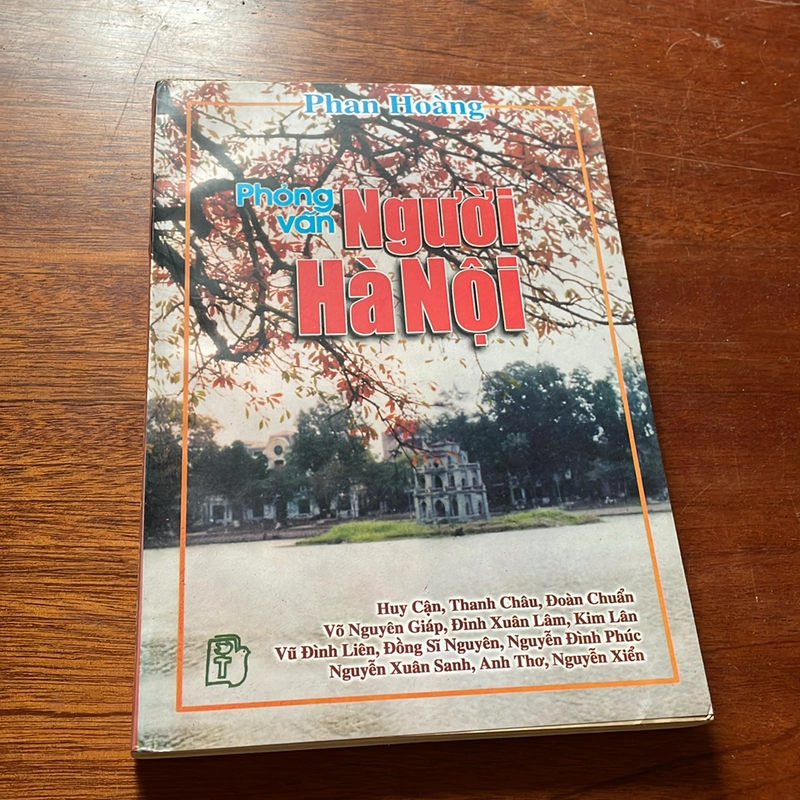 Phan Hoàng
Phỏng
vấn
Người
Hà Nội
Huy Cận, Thanh Châu, Đoàn Chuẩn
Võ Nguyên Giáp, Đinh Xuân Lâm, Kim Lân
Vũ Đình Liên, Đồng Sĩ Nguyên, Nguyễn Đình Phúc
Nguyễn Xuân Sanh, Anh Thơ, Nguyễn Xiển
T